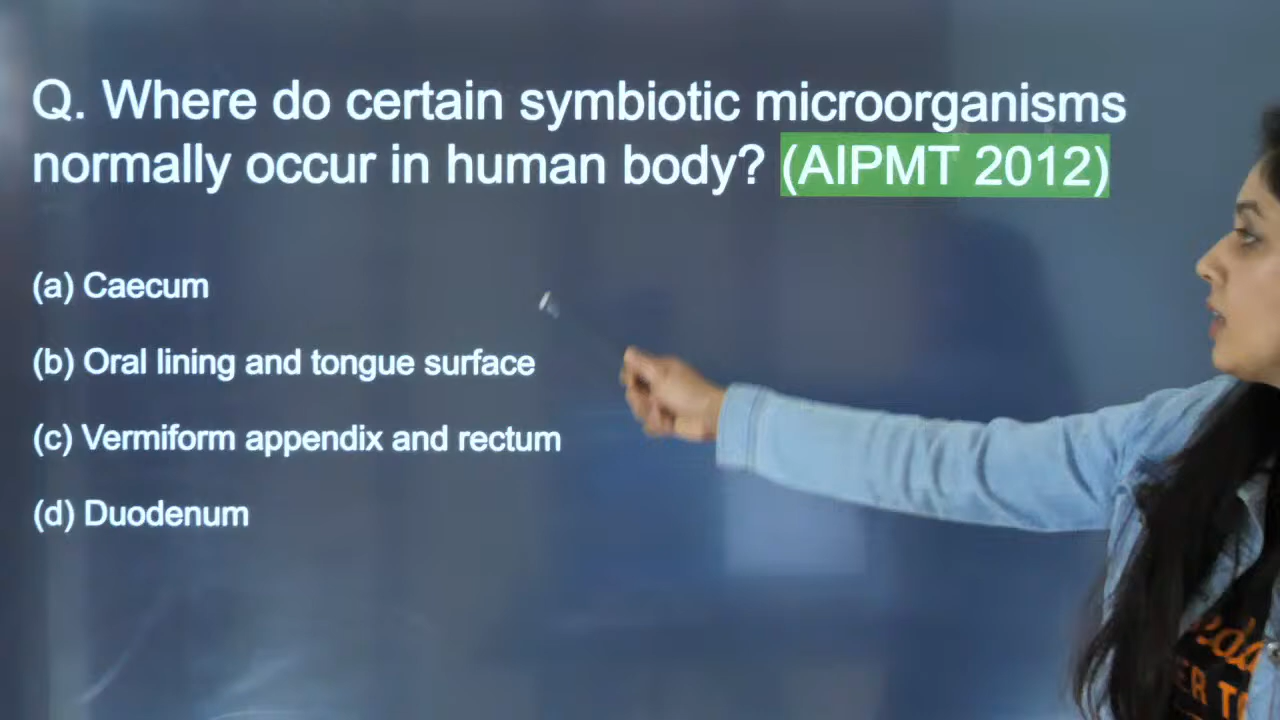 Q. Where do certain symbiotic microorganisms
normally occur in human body? (AIPMT 2012)
(a) Caecum
(b) Oral lining and tongue surface
(c) Vermiform appendix and rectum
(d) Duodenum